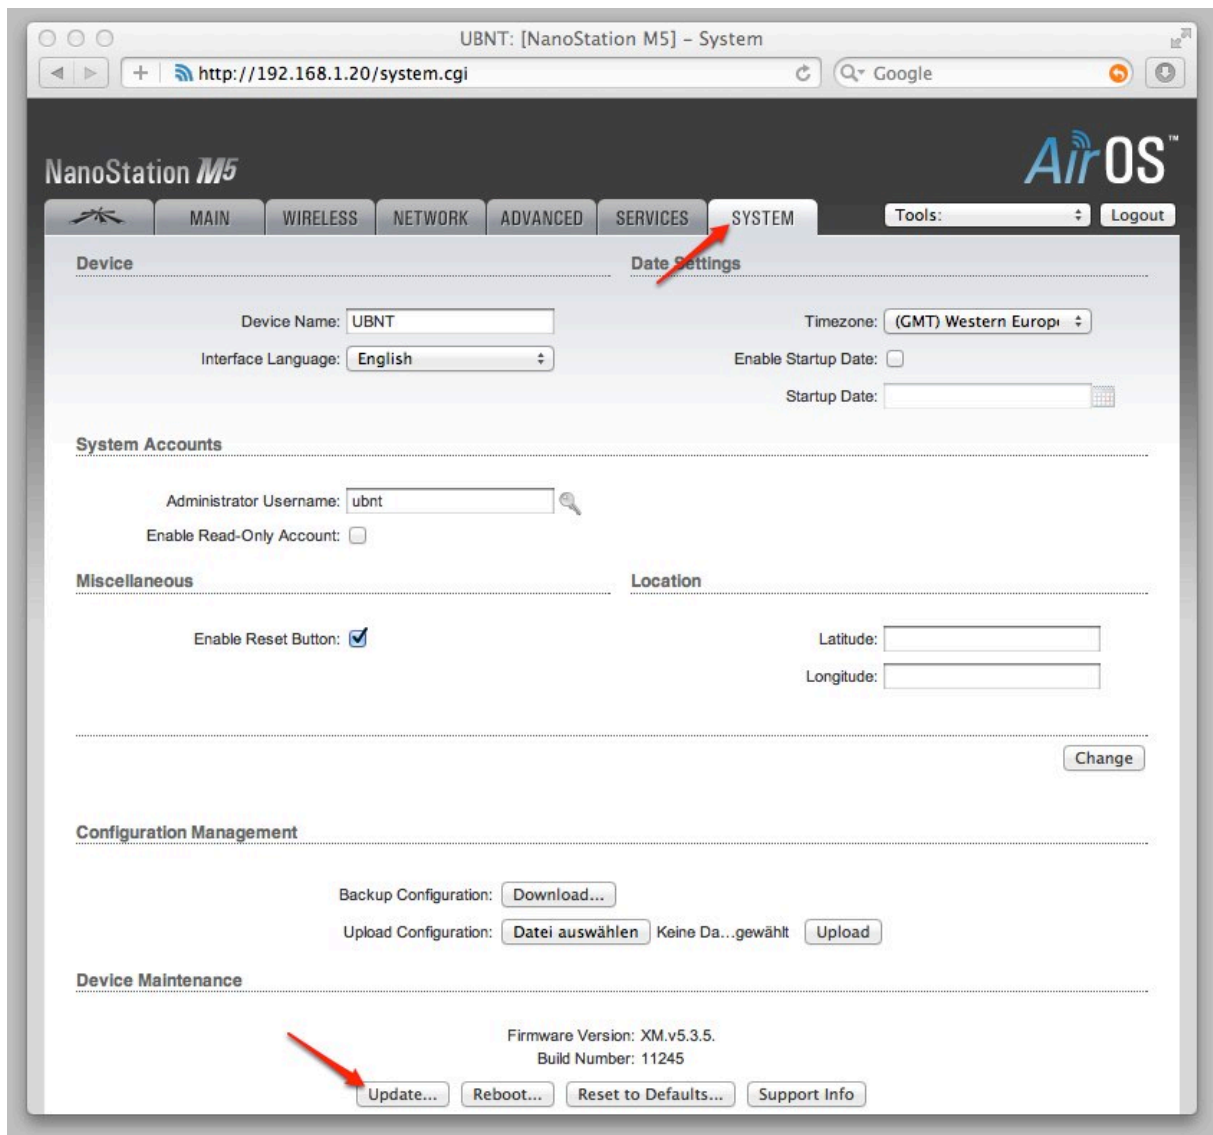 UBNT: [NanoStation M5] – System
http://192.168.1.20/system.cgi
Google
NanoStation M5
AirOS™
MAIN WIRELESS NETWORK ADVANCED SERVICES SYSTEM Tools: Logout
Device Date Settings
Device Name: UBNT Timezone: (GMT) Western Europe
Interface Language: English Enable Startup Date:
Startup Date:
System Accounts
Administrator Username: ubnt
Enable Read-Only Account:
Miscellaneous Location
Enable Reset Button: Latitude:
Longitude:
Change
Configuration Management
Backup Configuration: Download...
Upload Configuration: Datei auswählen Keine Da...gewählt Upload
Device Maintenance
Firmware Version: XM.v5.3.5.
Build Number: 11245
Update... Reboot... Reset to Defaults... Support Info